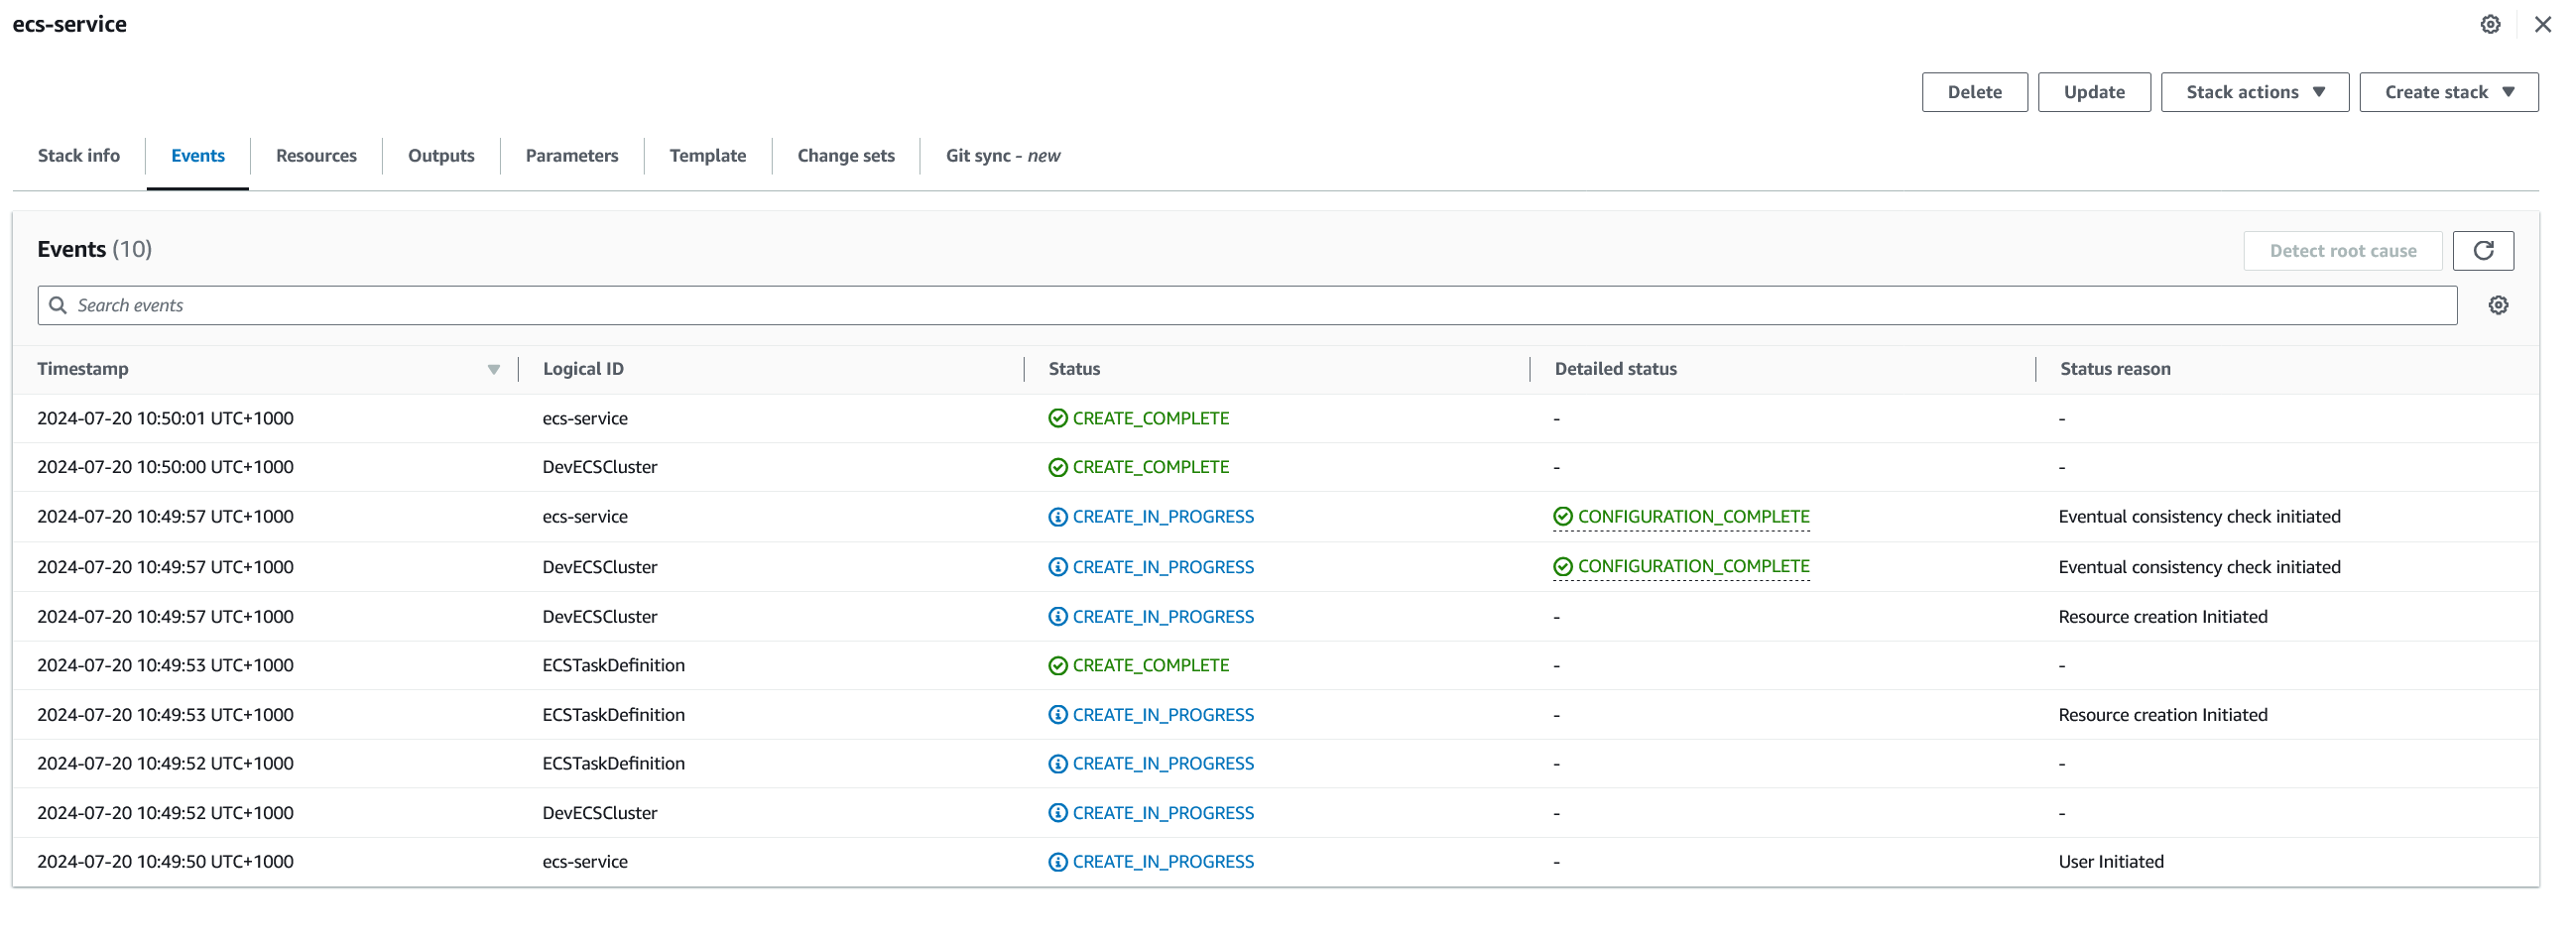 ecs-service
Delete Update Stack actions Create stack
Stack info Events Resources Outputs Parameters Template Change sets Git sync - new
Events (10)
Detect root cause
Search events
Timestamp Logical ID Status Detailed status Status reason
2024-07-20 10:50:01 UTC+1000 ecs-service CREATE_COMPLETE - -
2024-07-20 10:50:00 UTC+1000 DevECSCluster CREATE_COMPLETE - -
2024-07-20 10:49:57 UTC+1000 ecs-service CREATE_IN_PROGRESS CONFIGURATION_COMPLETE Eventual consistency check initiated
2024-07-20 10:49:57 UTC+1000 DevECSCluster CREATE_IN_PROGRESS CONFIGURATION_COMPLETE Eventual consistency check initiated
2024-07-20 10:49:57 UTC+1000 DevECSCluster CREATE_IN_PROGRESS - Resource creation Initiated
2024-07-20 10:49:53 UTC+1000 ECSTaskDefinition CREATE_COMPLETE - -
2024-07-20 10:49:53 UTC+1000 ECSTaskDefinition CREATE_IN_PROGRESS - Resource creation Initiated
2024-07-20 10:49:52 UTC+1000 ECSTaskDefinition CREATE_IN_PROGRESS - -
2024-07-20 10:49:52 UTC+1000 DevECSCluster CREATE_IN_PROGRESS - -
2024-07-20 10:49:50 UTC+1000 ecs-service CREATE_IN_PROGRESS - User Initiated